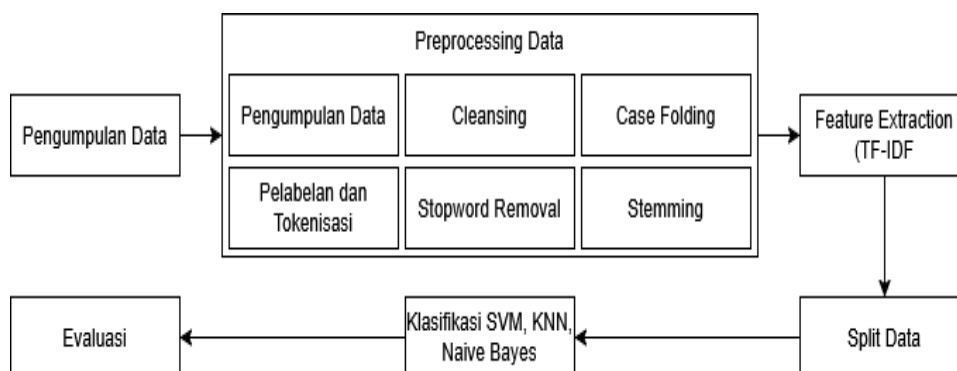 Preprocessing Data
Pengumpulan Data
Pengumpulan Data
Cleansing
Case Folding
Feature Extraction
(TF-IDF
Pelabelan dan
Tokenisasi
Stopword Removal
Stemming
Evaluasi
Klasifikasi SVM, KNN,
Naive Bayes
Split Data